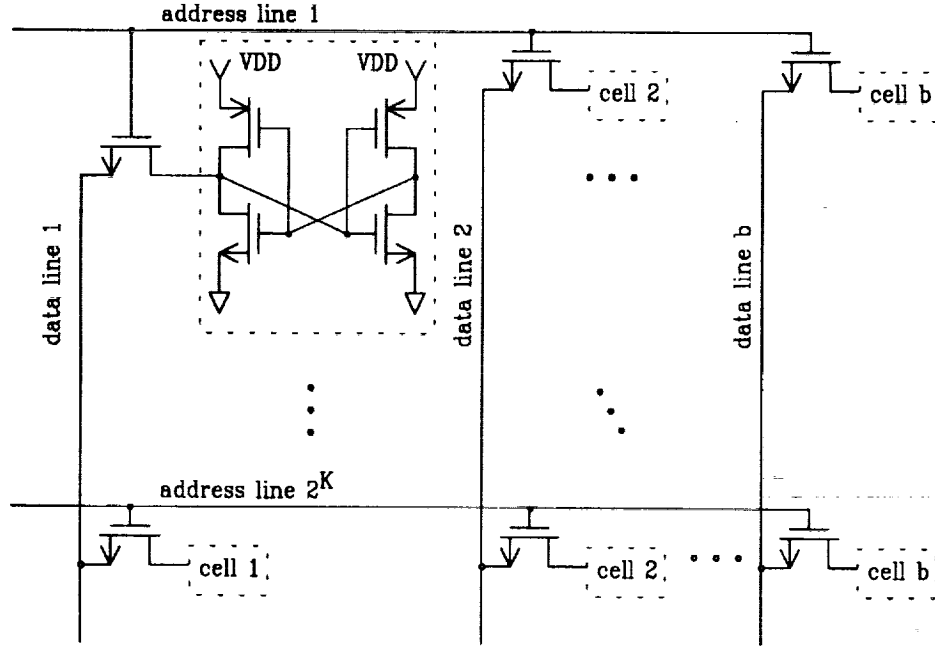 address line 1
VDD VDD
cell 2
cell b
data line 1
data line 2
data line b
address line 2^K
cell 1
cell 2
cell b